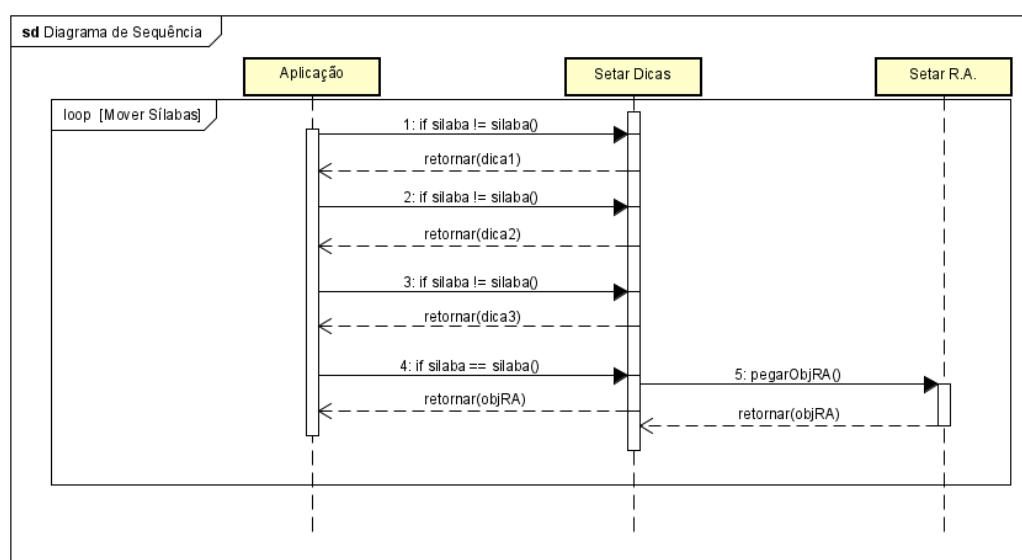 sd Diagrama de Sequência
Aplicação
Setar Dicas
Setar R.A.
loop [Mover Sílabas]
1: if silaba != silaba()
retornar(dica1)
2: if silaba != silaba()
retornar(dica2)
3: if silaba != silaba()
retornar(dica3)
4: if silaba == silaba()
5: pegarObjRA()
retornar(objRA)
retornar(objRA)